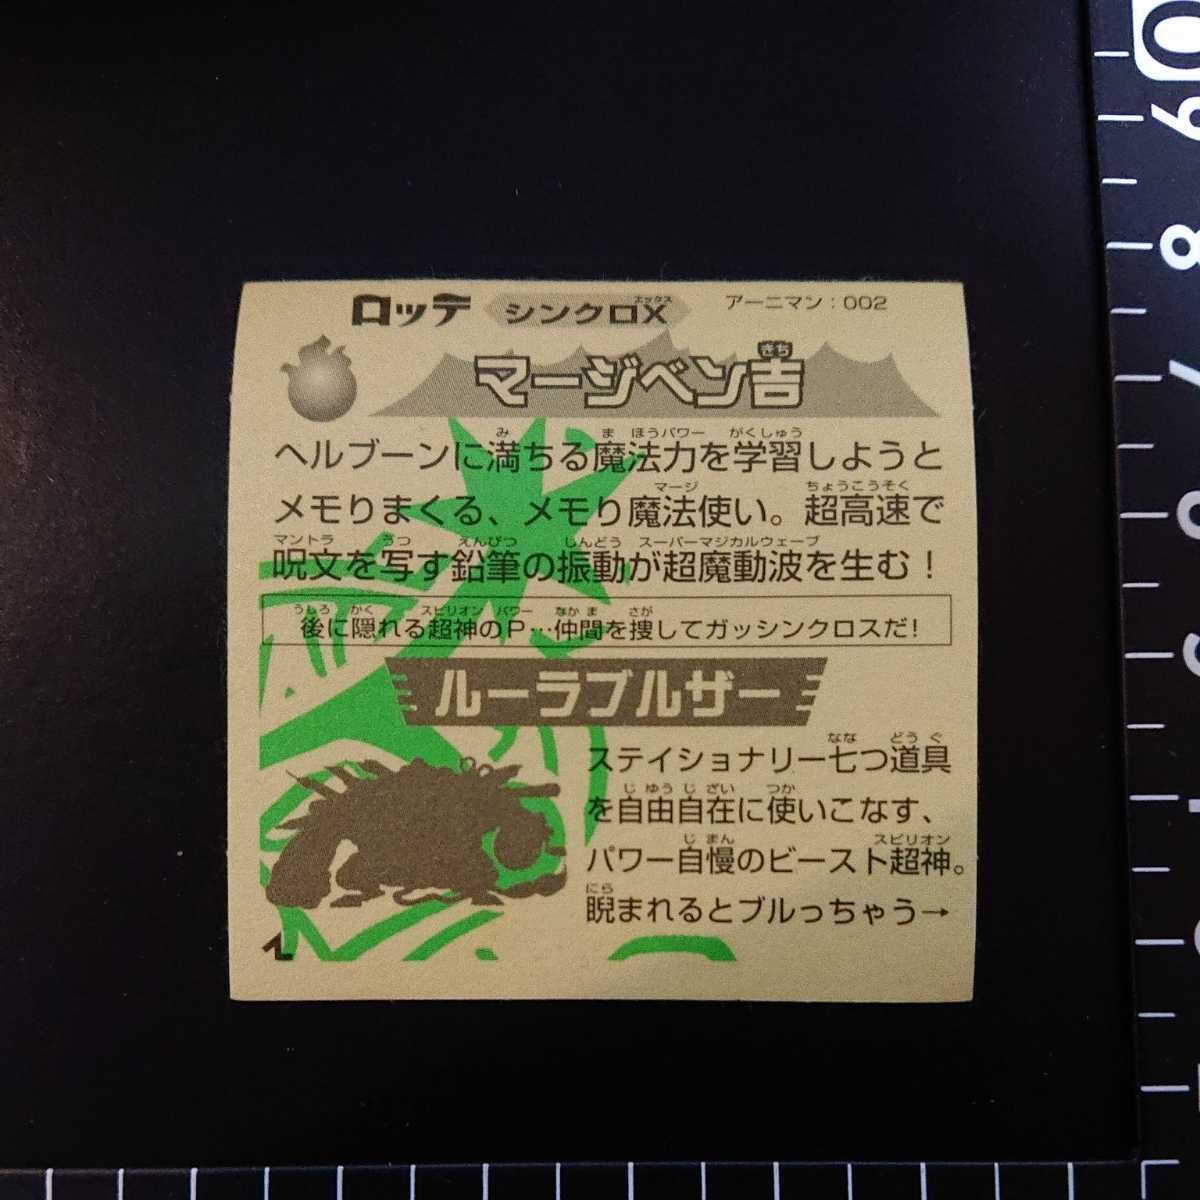 ロッテ シンクロX エックス アーニマン：002
マージペン吉 きち
み ま ほうパワー がくしゅう
ヘルブーンに満ちる魔法力を学習しようと
マージ ちょうこうそく
メモりまくる、メモり魔法使い。超高速で
マントラ うつ えんぴつ しんどう スーパーマジカルウェーブ
呪文を写す鉛筆の振動が超魔動波を生む！
うしろ かく スピリオン パワー なかま さが
後に隠れる超神のP…仲間を捜してガッシンクロスだ！
ルーラブルザー
なな どうぐ
ステイショナリー七つ道具
じゆうじざい つか
を自由自在に使いこなす、
じまん スピリオン
パワー自慢のビースト超神。
にら
睨まれるとブルっちゃう→
9
8
7
6
5